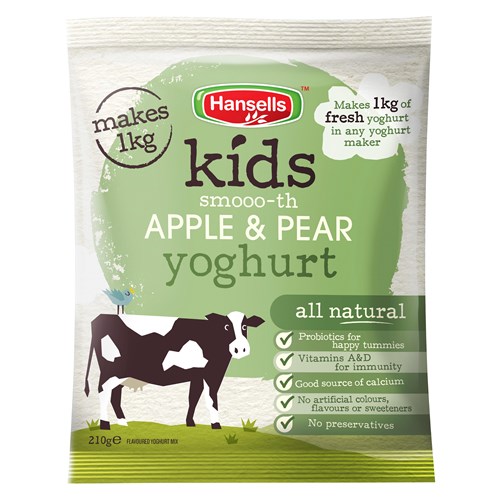 Hansells
™
makes
1kg
Makes 1kg of
fresh yoghurt
in any yoghurt
maker
kids
smooo-th
APPLE & PEAR
yoghurt
all natural
Probiotics for
happy tummies
Vitamins A&D
for immunity
Good source of calcium
No artificial colours,
flavours or sweeteners
No preservatives
210g℮ FLAVOURED YOGHURT MIX